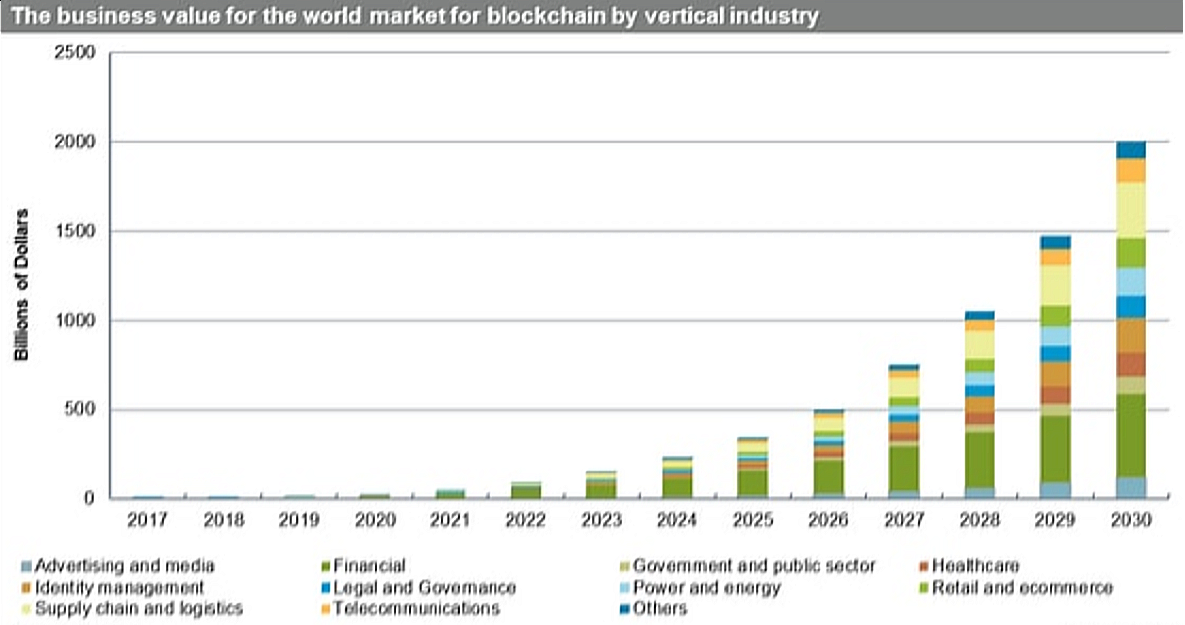 The business value for the world market for blockchain by vertical industry
2500
2000
1500
1000
500
0
Billions of Dollars
2017 2018 2019 2020 2021 2022 2023 2024 2025 2026 2027 2028 2029 2030
Advertising and media Financial Government and public sector Healthcare
Identity management Legal and Governance Power and energy Retail and ecommerce
Supply chain and logistics Telecommunications Others